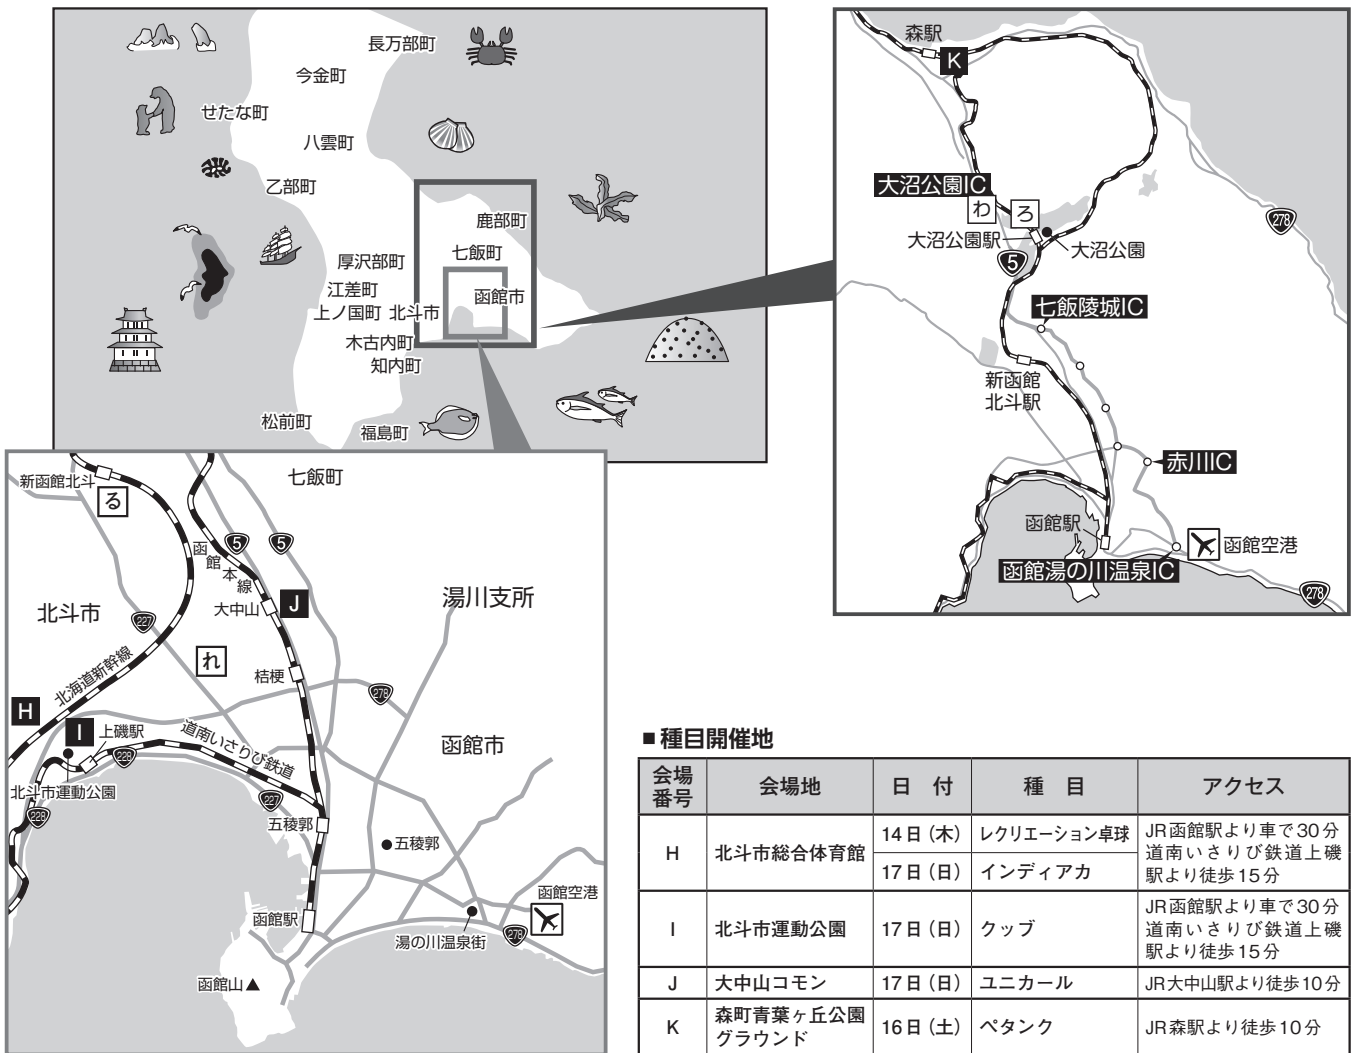 長万部町
今金町
せたな町
八雲町
乙部町
鹿部町
七飯町
厚沢部町
江差町
函館市
上ノ国町
北斗市
木古内町
知内町
松前町
福島町
森駅
K
大沼公園IC
わ
ろ
大沼公園駅
大沼公園
278
5
七飯陵城IC
新函館
北斗駅
赤川IC
函館駅
函館空港
函館湯の川温泉IC
278
新函館北斗
る
七飯町
5
5
函館本線
大中山
J
湯川支所
北斗市
227
れ
桔梗
北海道新幹線
278
H
I
上磯駅
228
道南いさりび鉄道
函館市
北斗市運動公園
228
227
五稜郭
五稜郭
函館空港
函館駅
湯の川温泉街
278
函館山▲
■種目開催地
会場番号 会場地 日 付 種 目 アクセス
H 北斗市総合体育館 14日(木) レクリエーション卓球 JR函館駅より車で30分
17日(日) インディアカ 道南いさりび鉄道上磯
駅より徒歩15分
I 北斗市運動公園 17日(日) クッブ JR函館駅より車で30分
道南いさりび鉄道上磯
駅より徒歩15分
J 大中山コモン 17日(日) ユニカール JR大中山駅より徒歩10分
K 森町青葉ヶ丘公園
グラウンド 16日(土) ペタンク JR森駅より徒歩10分